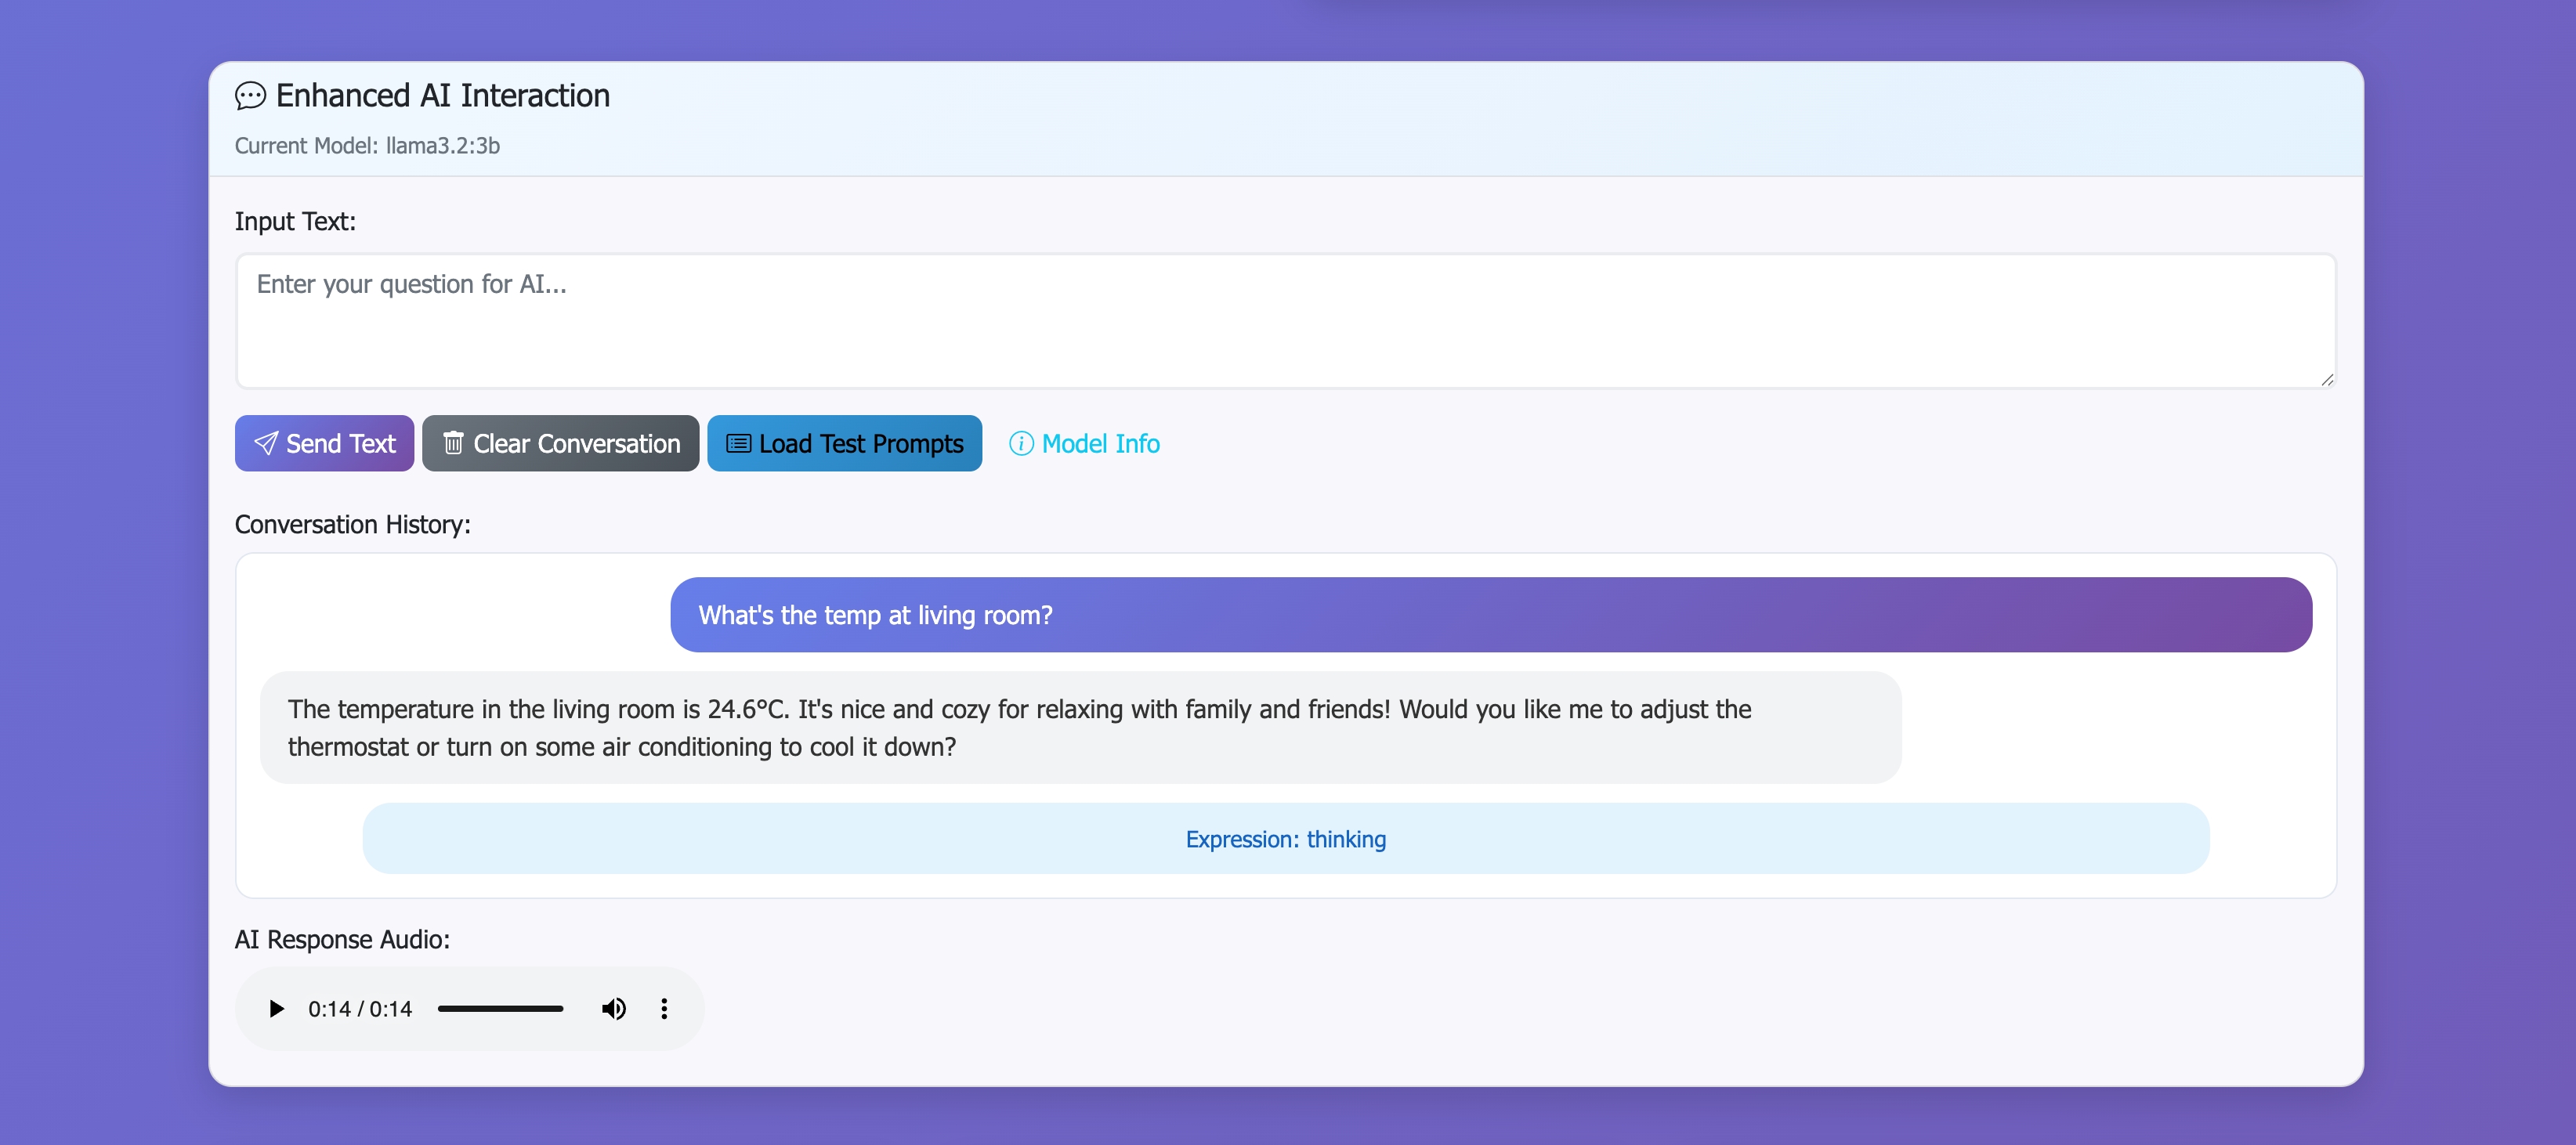 Enhanced AI Interaction
Current Model: llama3.2:3b
Input Text:
Enter your question for AI...
Send Text
Clear Conversation
Load Test Prompts
Model Info
Conversation History:
What's the temp at living room?
The temperature in the living room is 24.6°C. It's nice and cozy for relaxing with family and friends! Would you like me to adjust the
thermostat or turn on some air conditioning to cool it down?
Expression: thinking
AI Response Audio:
0:14 / 0:14